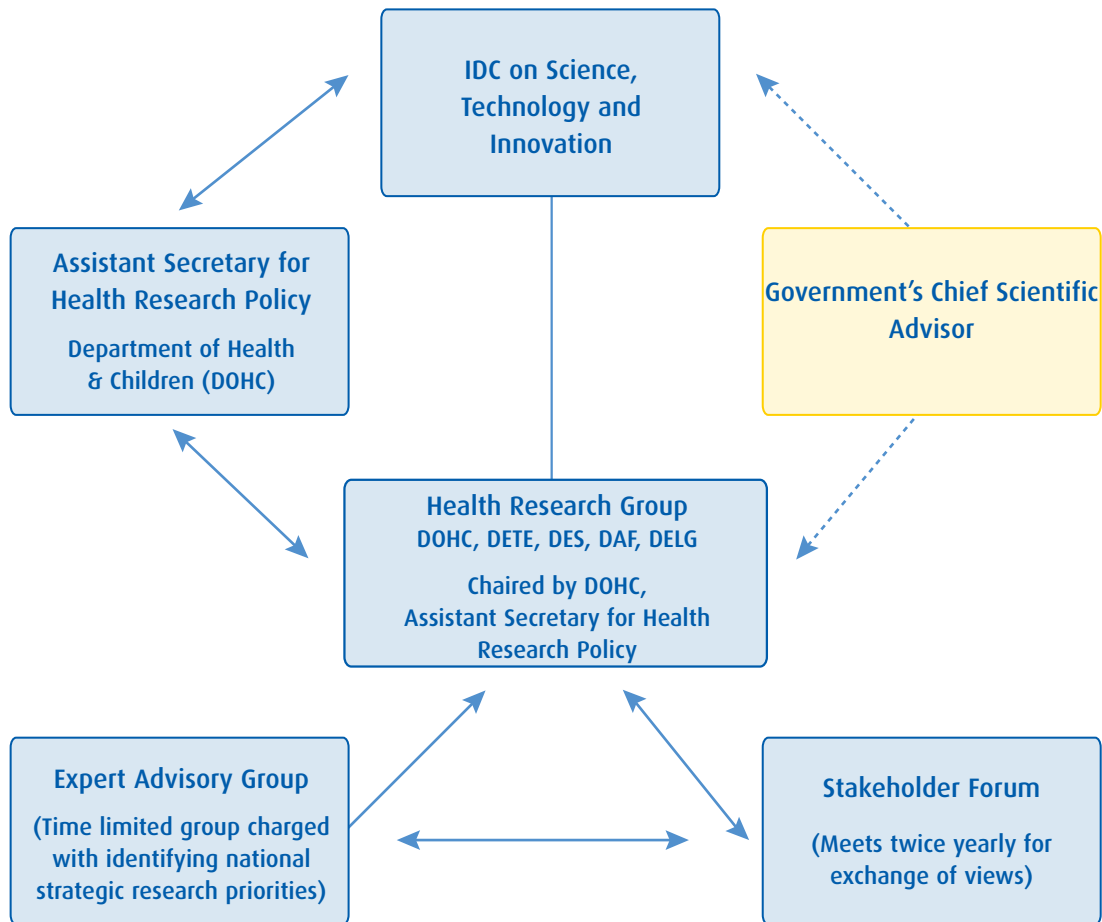 IDC on Science,
Technology and
Innovation
Assistant Secretary for
Health Research Policy
Department of Health
& Children (DOHC)
Government’s Chief Scientific
Advisor
Health Research Group
DOHC, DETE, DES, DAF, DELG
Chaired by DOHC,
Assistant Secretary for Health
Research Policy
Expert Advisory Group
(Time limited group charged
with identifying national
strategic research priorities)
Stakeholder Forum
(Meets twice yearly for
exchange of views)